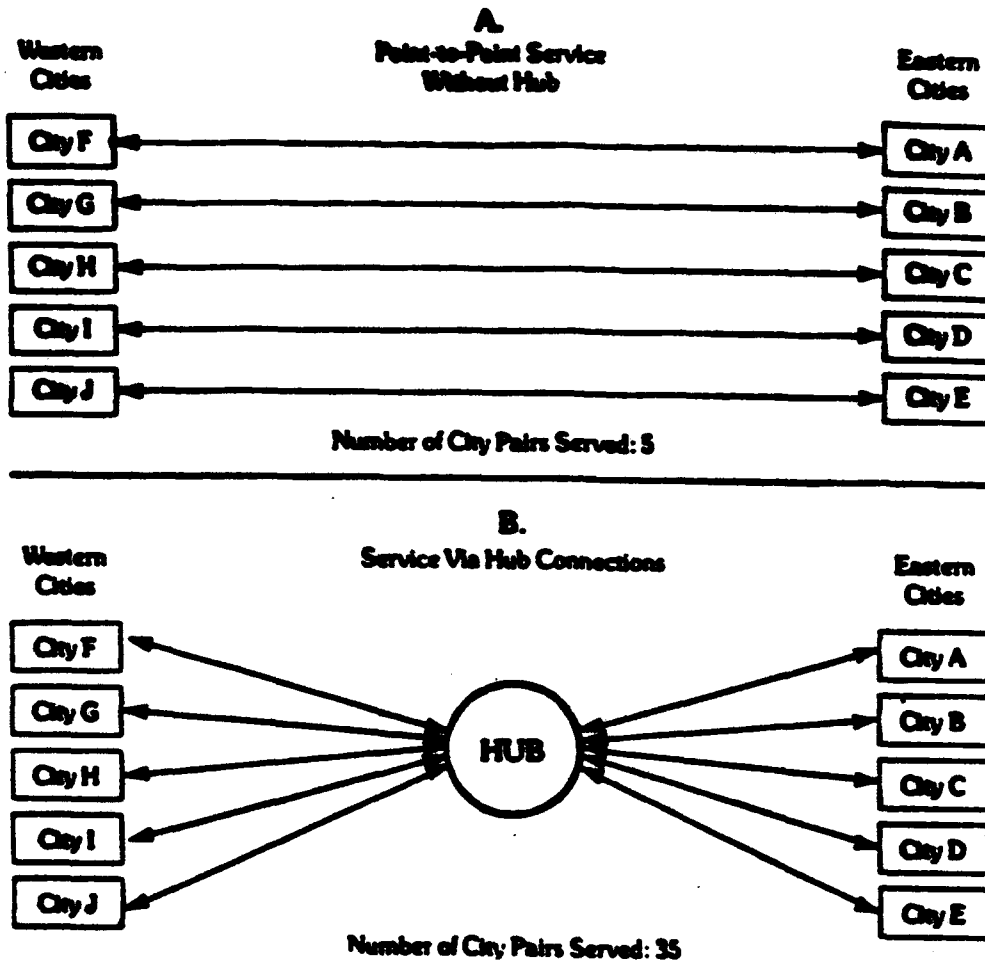 A.
Point-to-Point Service
Without Hub
Western
Cities
Eastern
Cities
City F
City A
City G
City B
City H
City C
City I
City D
City J
City E
Number of City Pairs Served: 5
B.
Service Via Hub Connections
Western
Cities
Eastern
Cities
City F
City A
City G
City B
HUB
City H
City C
City I
City D
City J
City E
Number of City Pairs Served: 35